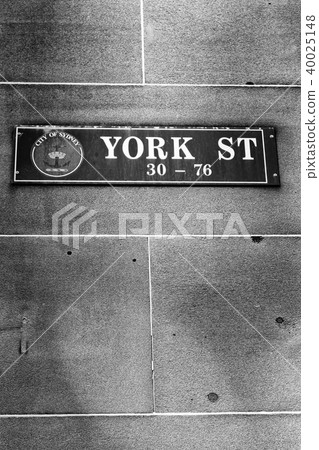 CITY OF SYDNEY
YORK ST
30 – 76
PIXTA
40025148